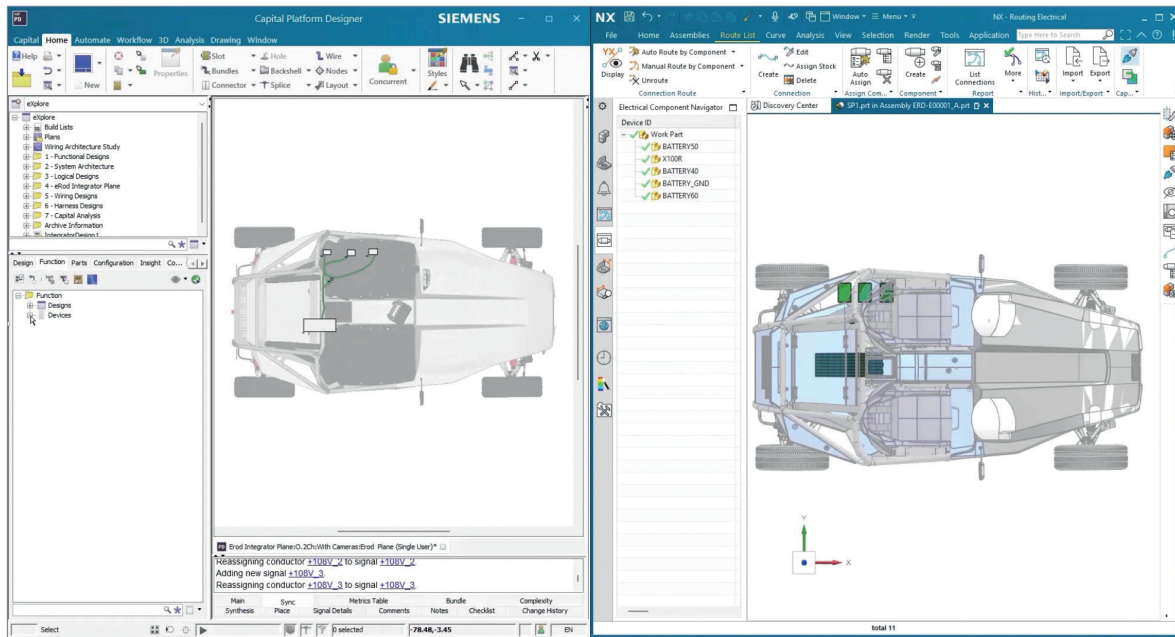 Capital Platform Designer
SIEMENS
Capital Home Automate Workflow 3D Analysis Drawing Window
Help
New
Properties
Slot
Hole
Wire
Bundles
Backshell
Nodes
Connector
Splice
Layout
Concurrent
Styles
eXplore
eXplore
Build Lists
Plans
Wiring Architecture Study
1 - Functional Designs
2 - System Architecture
3 - Logical Designs
4 - eRod Integrator Plane
5 - Wiring Designs
6 - Harness Designs
7 - Capital Analysis
Archive Information
IntegratorDesign1
Design Function Parts Configuration Insight Co...
Function
Designs
Devices
Erod Integrator Plane:O.2Ch:With Cameras:Erod Plane (Single User)*
Reassigning conductor +108V_2 to signal +108V_2.
Adding new signal +108V_3.
Reassigning conductor +108V_3 to signal +108V_3.
Main Sync Metrics Table Bundle Complexity
Synthesis Place Signal Details Comments Notes Checklist Change History
Select
0 selected
-78.48,-3.45
EN
NX
Window
Menu
NX - Routing Electrical
File Home Assemblies Route List Curve Analysis View Selection Render Tools Application
Type Here to Search
Display
Auto Route by Component
Manual Route by Component
Unroute
Connection Route
Create
Edit
Assign Stock
Delete
Connection
Auto Assign
Assign Com...
Create
Component
List Connections
More
Report
Hist...
Import
Export
Import/Export
Cap...
Electrical Component Navigator
Discovery Center
SP1.prt in Assembly ERD-E00001_A.prt
Device ID
Work Part
BATTERY50
X100R
BATTERY40
BATTERY_GND
BATTERY60
Y
X
total 11